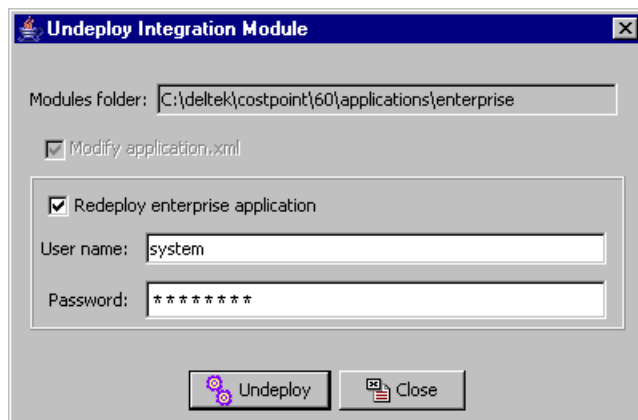 Undeploy Integration Module
Modules folder: C:\deltek\costpoint\60\applications\enterprise
Modify application.xml
Redeploy enterprise application
User name: system
Password: ********
Undeploy Close